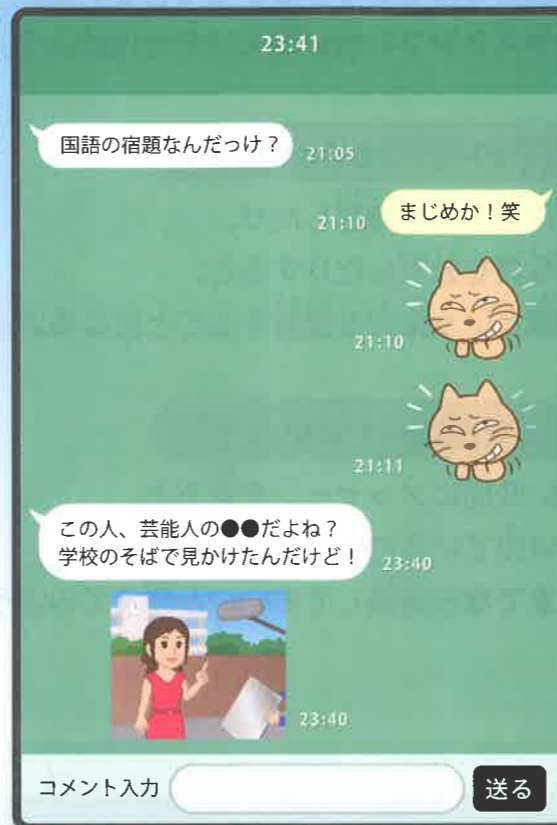 23:41
国語の宿題なんだっけ？
21:05
21:10
まじめか！笑
21:10
21:11
この人、芸能人の●●だよね？
学校のそばで見かけたんだけど！
23:40
23:40
コメント入力
送る